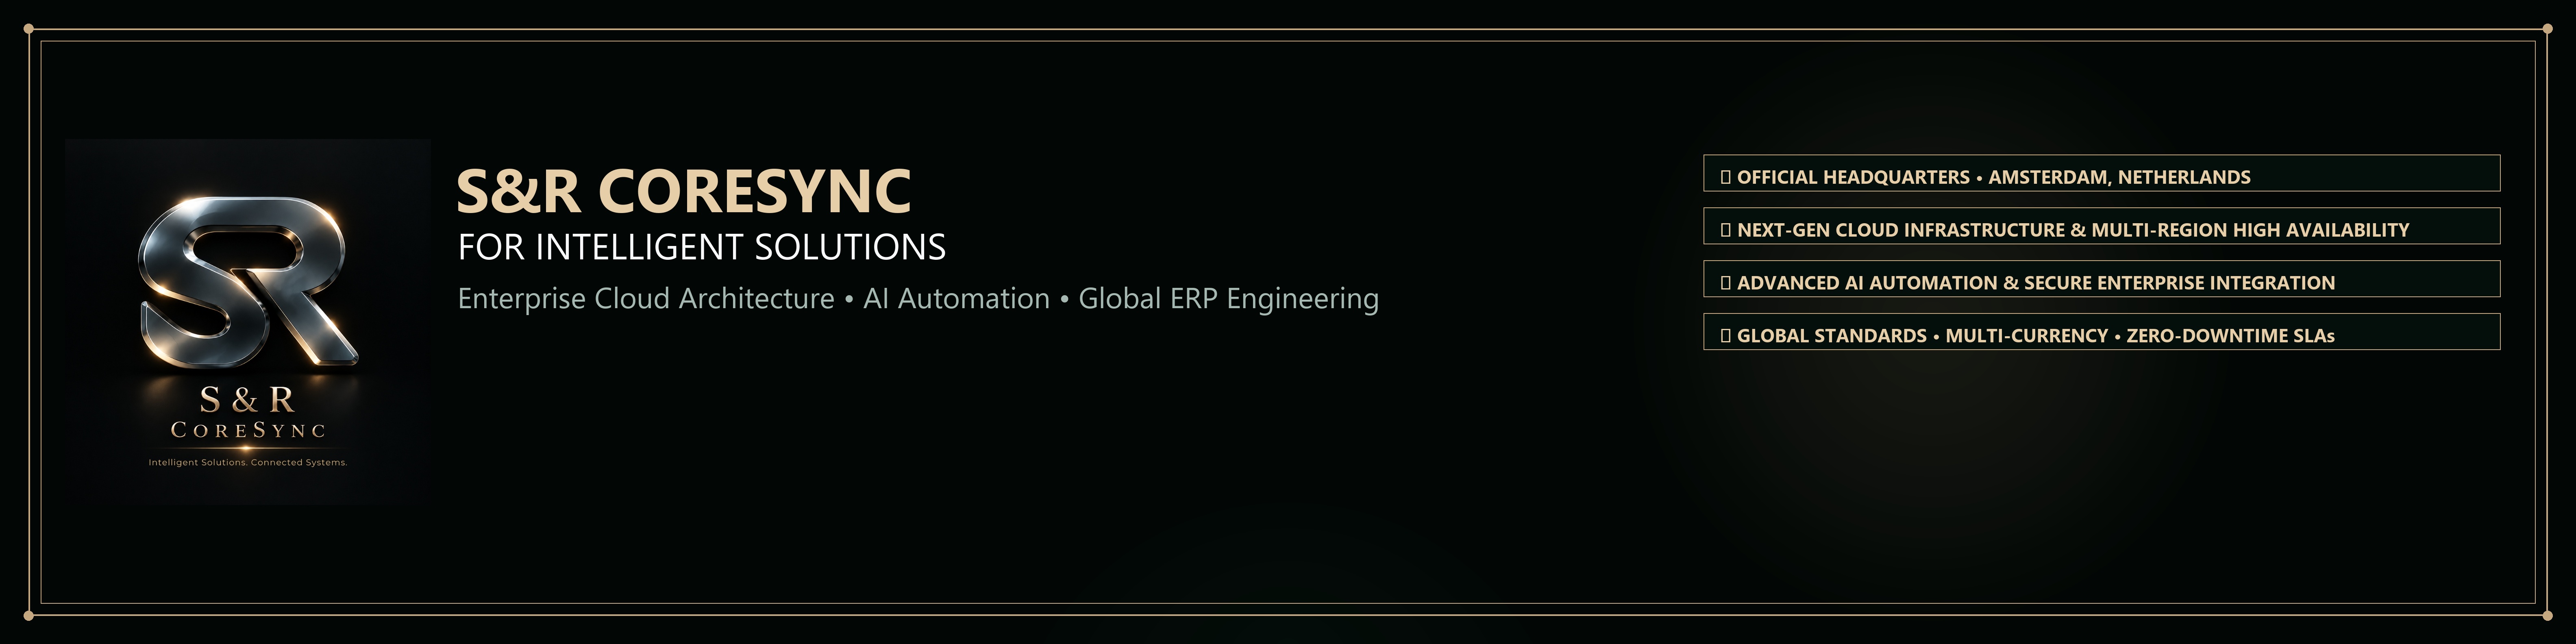 S&R
CORESYNC
Intelligent Solutions. Connected Systems.
S&R CORESYNC
FOR INTELLIGENT SOLUTIONS
Enterprise Cloud Architecture • AI Automation • Global ERP Engineering
OFFICIAL HEADQUARTERS • AMSTERDAM, NETHERLANDS
NEXT-GEN CLOUD INFRASTRUCTURE & MULTI-REGION HIGH AVAILABILITY
ADVANCED AI AUTOMATION & SECURE ENTERPRISE INTEGRATION
GLOBAL STANDARDS • MULTI-CURRENCY • ZERO-DOWNTIME SLAs